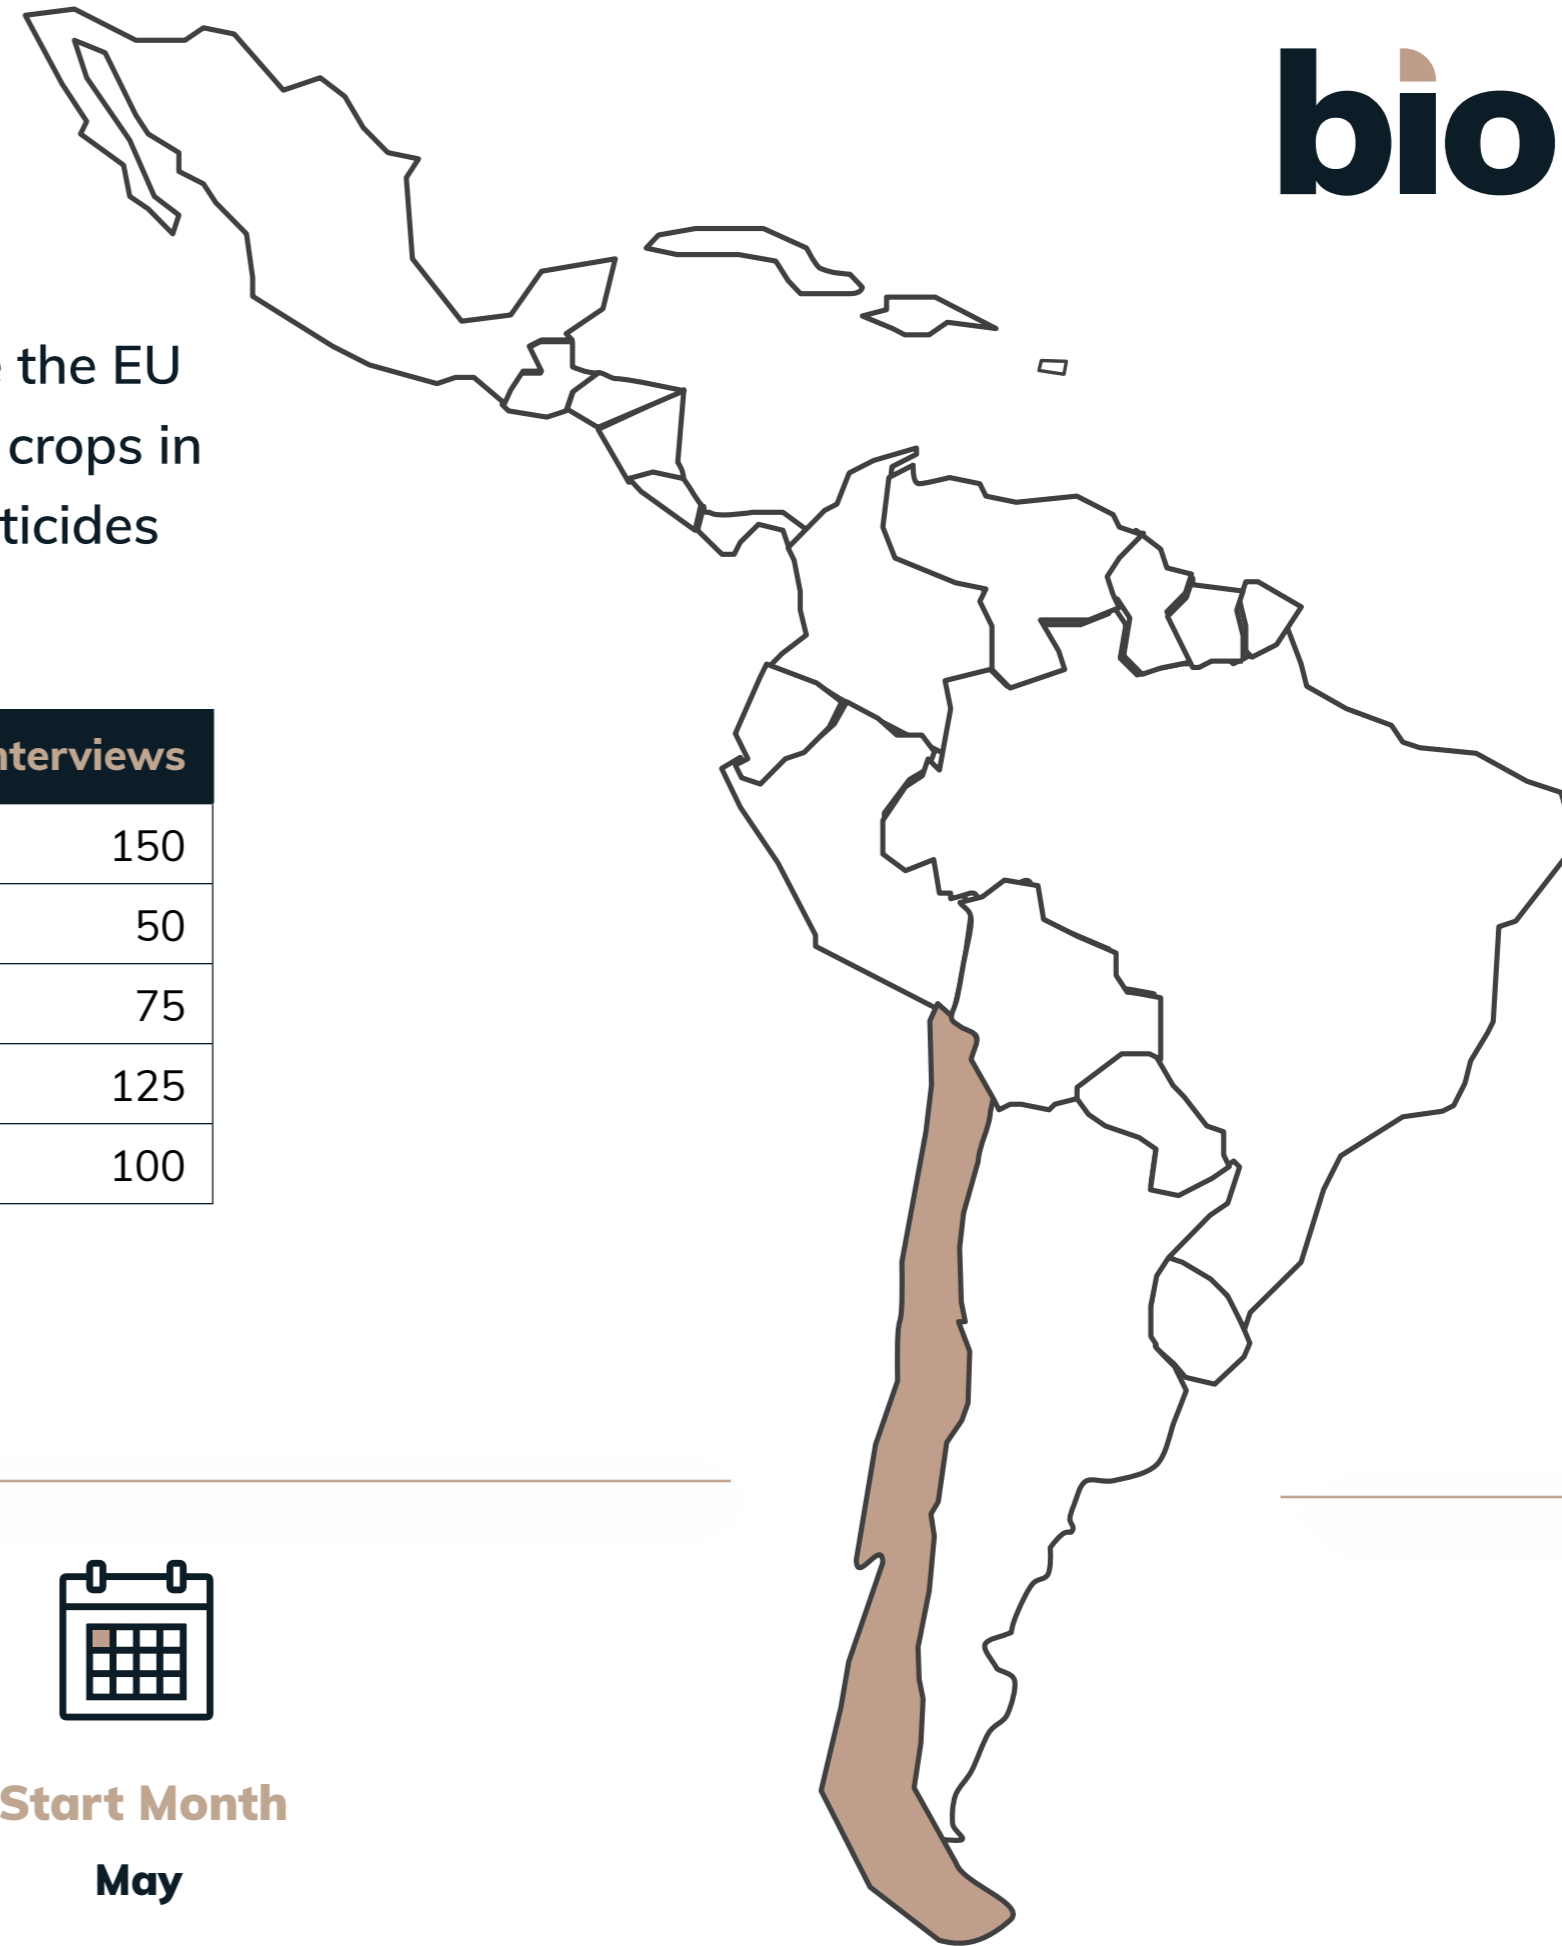 bio
the EU
crops in
ticides
nterviews
150
50
75
125
100
Start Month
May